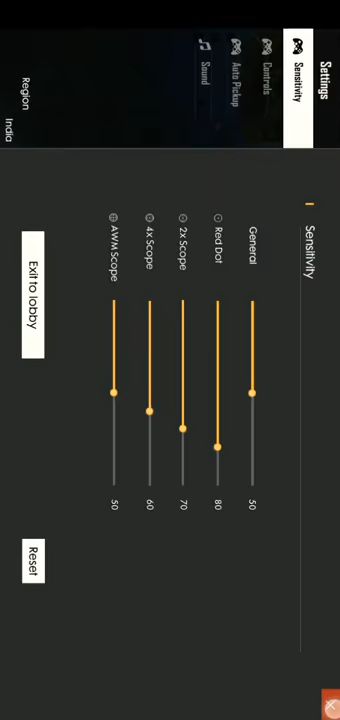 Settings
Sensitivity
Controls
Auto Pickup
Sound
Region
India
Sensitivity
General
50
Red Dot
80
2x Scope
70
4x Scope
60
AWM Scope
50
Exit to lobby
Reset